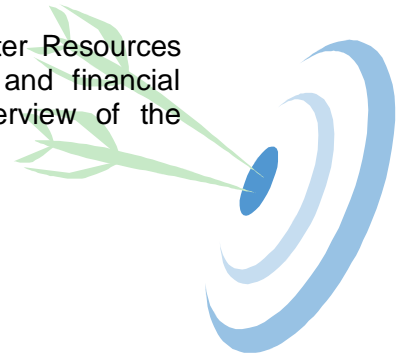 ter Resources
and financial
erview of the